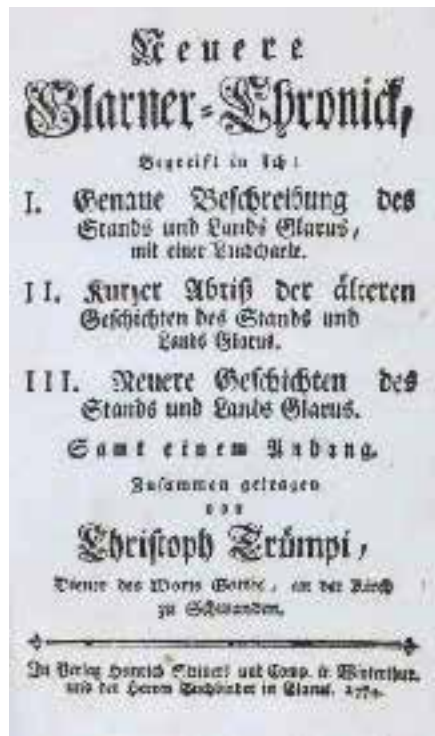 Neuere
Glarner-Chronick,
Begreift in sich:
I. Genaue Beschreibung des
Stands und Lands Glarus,
mit einer Landcharte.
II. Kurzer Abriß der älteren
Geschichten des Stands und
Lands Glarus.
III. Neuere Geschichten des
Stands und Lands Glarus.
Samt einem Anhang.
Zusammen getragen
von
Christoph Trümpi,
Diener des Worts Gottes, an der Kirch
zu Schwanden.
In Verlag Heinrich und Comp. in Winterthur,
und der Herren Buchbinder in Glarus. 1774.